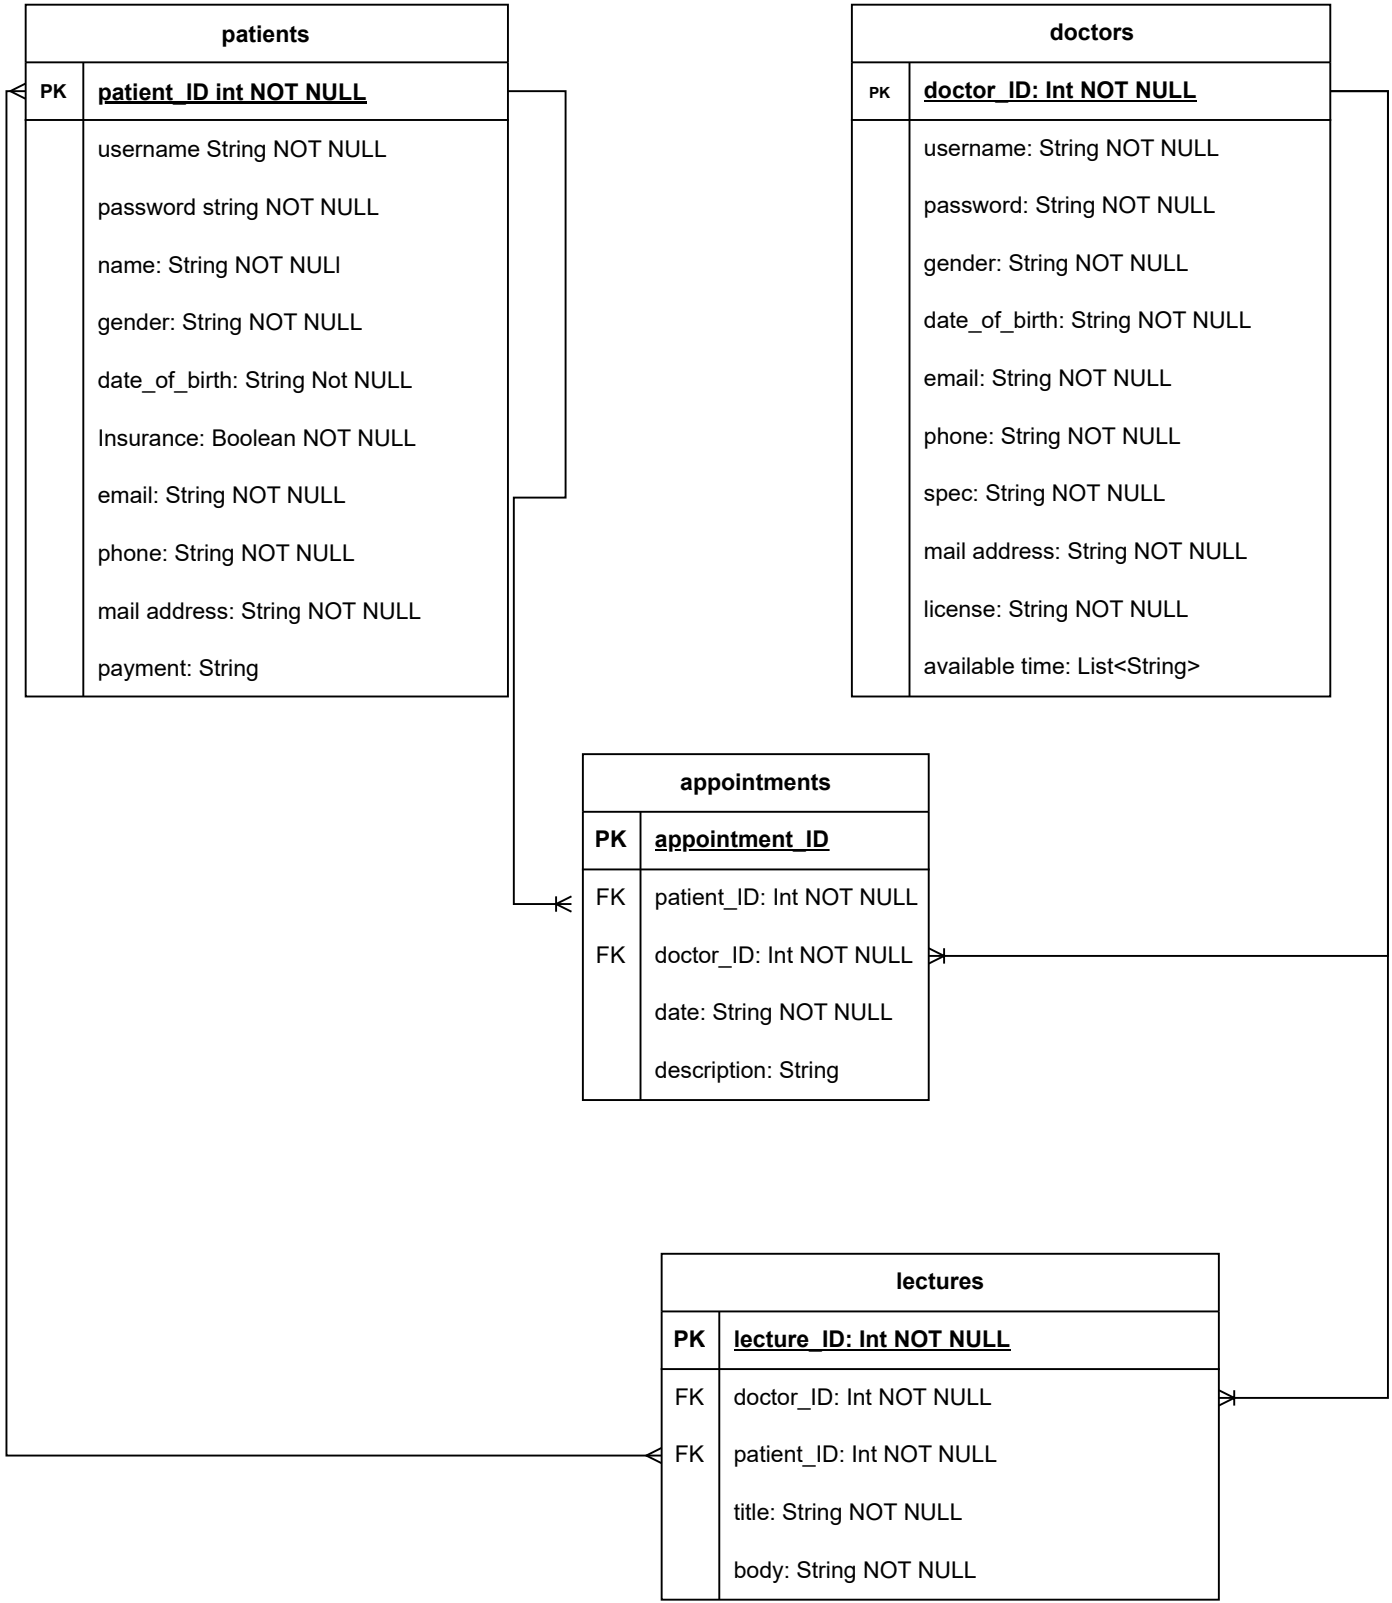 patients
PK patient_ID int NOT NULL
username String NOT NULL
password string NOT NULL
name: String NOT NULl
gender: String NOT NULL
date_of_birth: String Not NULL
Insurance: Boolean NOT NULL
email: String NOT NULL
phone: String NOT NULL
mail address: String NOT NULL
payment: String
doctors
PK doctor_ID: Int NOT NULL
username: String NOT NULL
password: String NOT NULL
gender: String NOT NULL
date_of_birth: String NOT NULL
email: String NOT NULL
phone: String NOT NULL
spec: String NOT NULL
mail address: String NOT NULL
license: String NOT NULL
available time: List<String>
appointments
PK appointment_ID
FK patient_ID: Int NOT NULL
FK doctor_ID: Int NOT NULL
date: String NOT NULL
description: String
lectures
PK lecture_ID: Int NOT NULL
FK doctor_ID: Int NOT NULL
FK patient_ID: Int NOT NULL
title: String NOT NULL
body: String NOT NULL